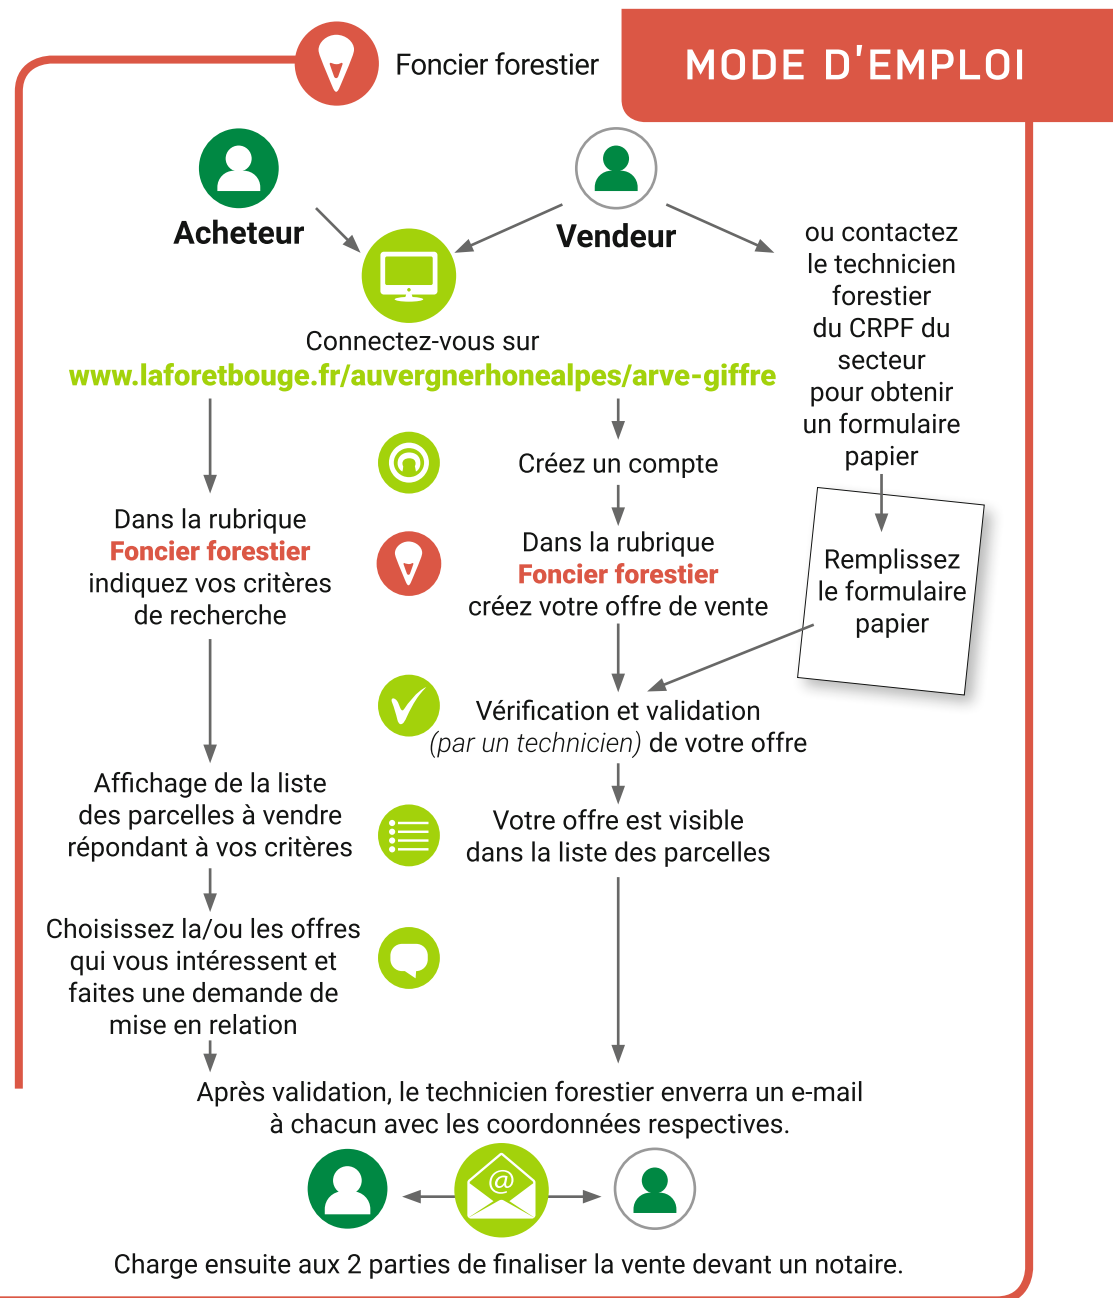 Foncier forestier
MODE D'EMPLOI
Acheteur
Vendeur
ou contactez
le technicien
forestier
du CRPF du
secteur
pour obtenir
un formulaire
papier
Connectez-vous sur
www.laforetbouge.fr/auvergnerhonealpes/arve-giffre
Dans la rubrique
Foncier forestier
indiquez vos critères
de recherche
Affichage de la liste
des parcelles à vendre
répondant à vos critères
Choisissez la/ou les offres
qui vous intéressent et
faites une demande de
mise en relation
Créez un compte
Dans la rubrique
Foncier forestier
créez votre offre de vente
Remplissez
le formulaire
papier
Vérification et validation
(par un technicien) de votre offre
Votre offre est visible
dans la liste des parcelles
Après validation, le technicien forestier enverra un e-mail
à chacun avec les coordonnées respectives.
@
Charge ensuite aux 2 parties de finaliser la vente devant un notaire.